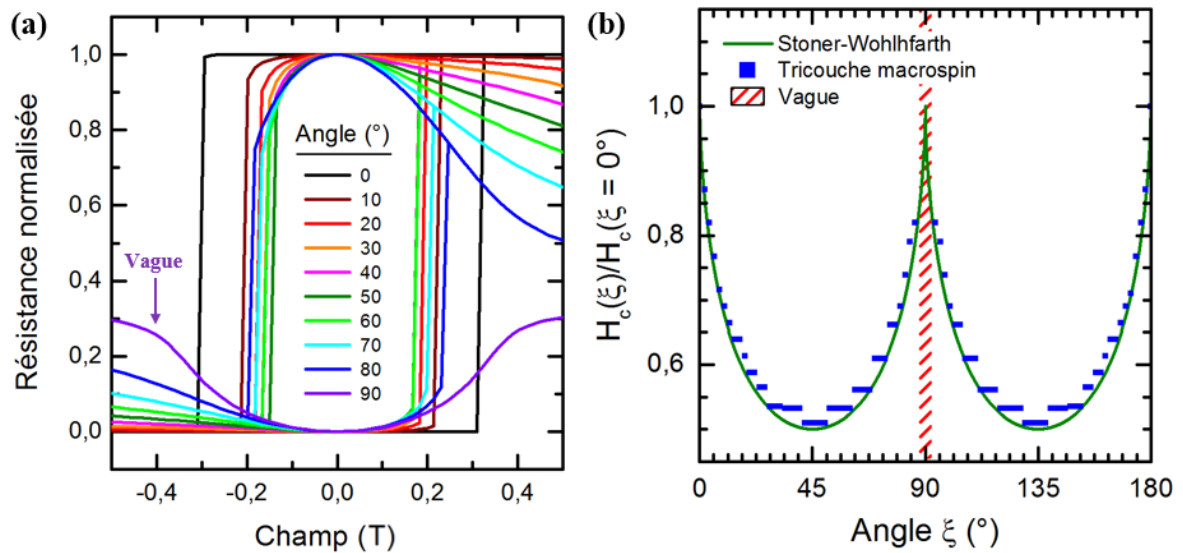 (a)
Résistance normalisée
1,0
0,8
0,6
0,4
0,2
0,0
Vague
Angle (°)
0
10
20
30
40
50
60
70
80
90
-0,4
-0,2
0,0
0,2
0,4
Champ (T)
(b)
Stoner-Wohlhfarth
Tricouche macrospin
Vague
H_c(ξ)/H_c(ξ = 0°)
1,0
0,8
0,6
0
45
90
135
180
Angle ξ (°)